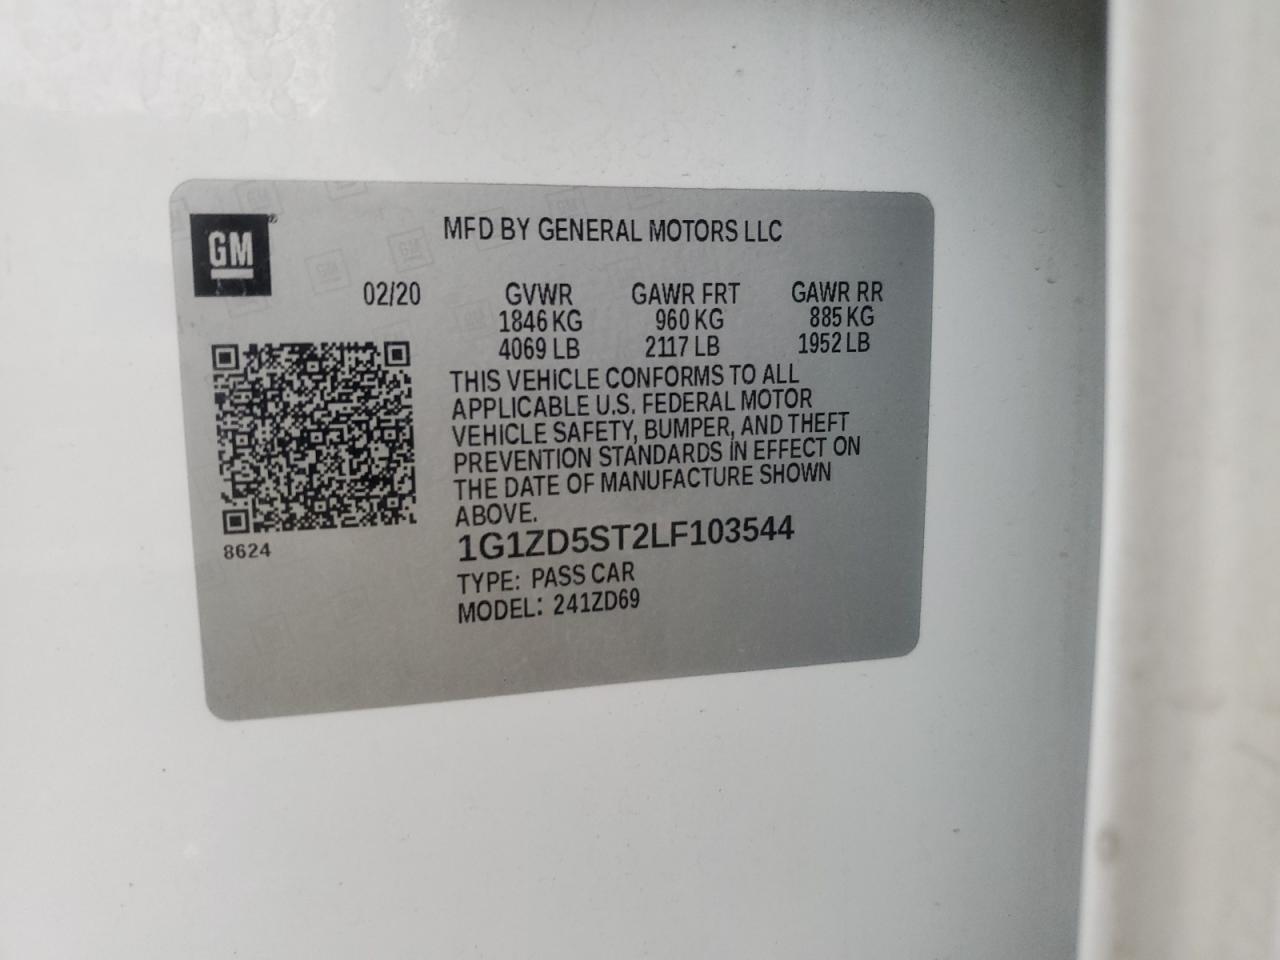 GM®
MFD BY GENERAL MOTORS LLC
02/20 GVWR GAWR FRT GAWR RR
1846 KG 960 KG 885 KG
4069 LB 2117 LB 1952 LB
THIS VEHICLE CONFORMS TO ALL
APPLICABLE U.S. FEDERAL MOTOR
VEHICLE SAFETY, BUMPER, AND THEFT
PREVENTION STANDARDS IN EFFECT ON
THE DATE OF MANUFACTURE SHOWN
ABOVE.
8624
1G1ZD5ST2LF103544
TYPE: PASS CAR
MODEL: 241ZD69